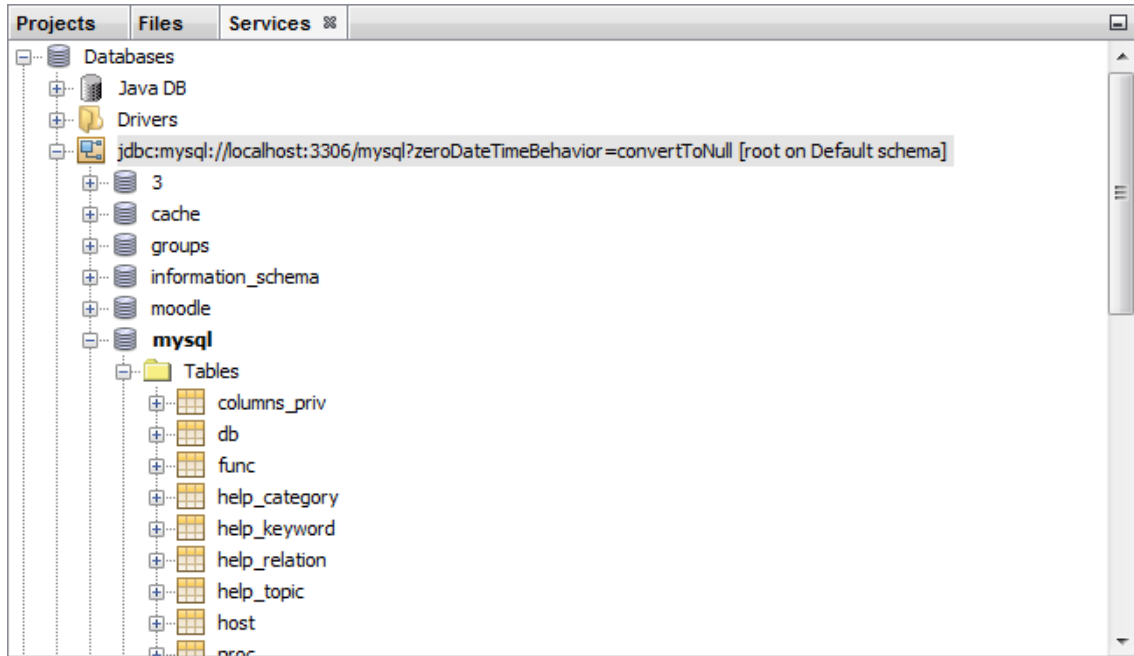 Projects Files Services
Databases
Java DB
Drivers
jdbc:mysql://localhost:3306/mysql?zeroDateTimeBehavior=convertToNull [root on Default schema]
3
cache
groups
information_schema
moodle
mysql
Tables
columns_priv
db
func
help_category
help_keyword
help_relation
help_topic
host
proc